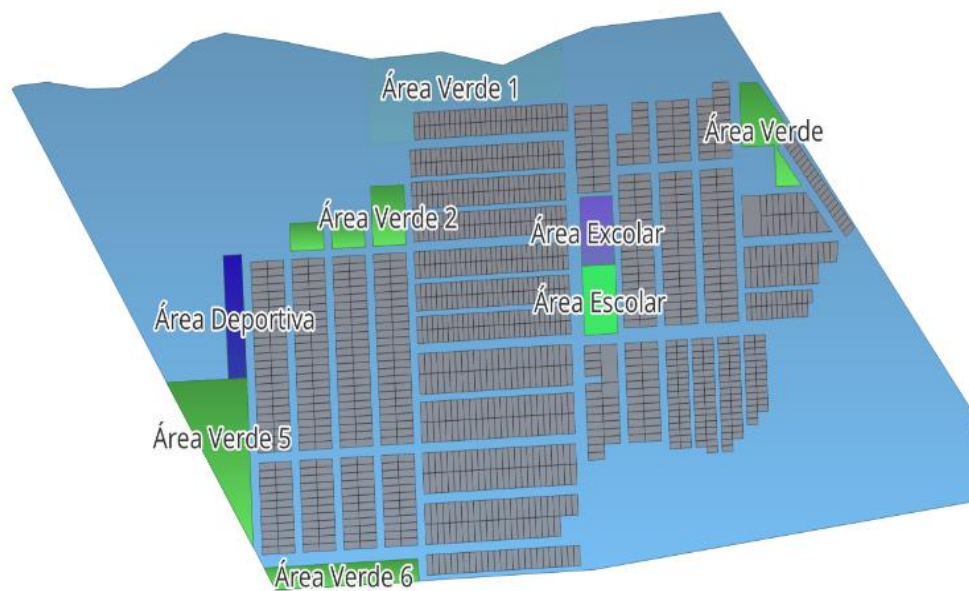 Área Verde 1
Área Verde
Área Verde 2
Área Excolar
Área Escolar
Área Deportiva
Área Verde 5
Área Verde 6